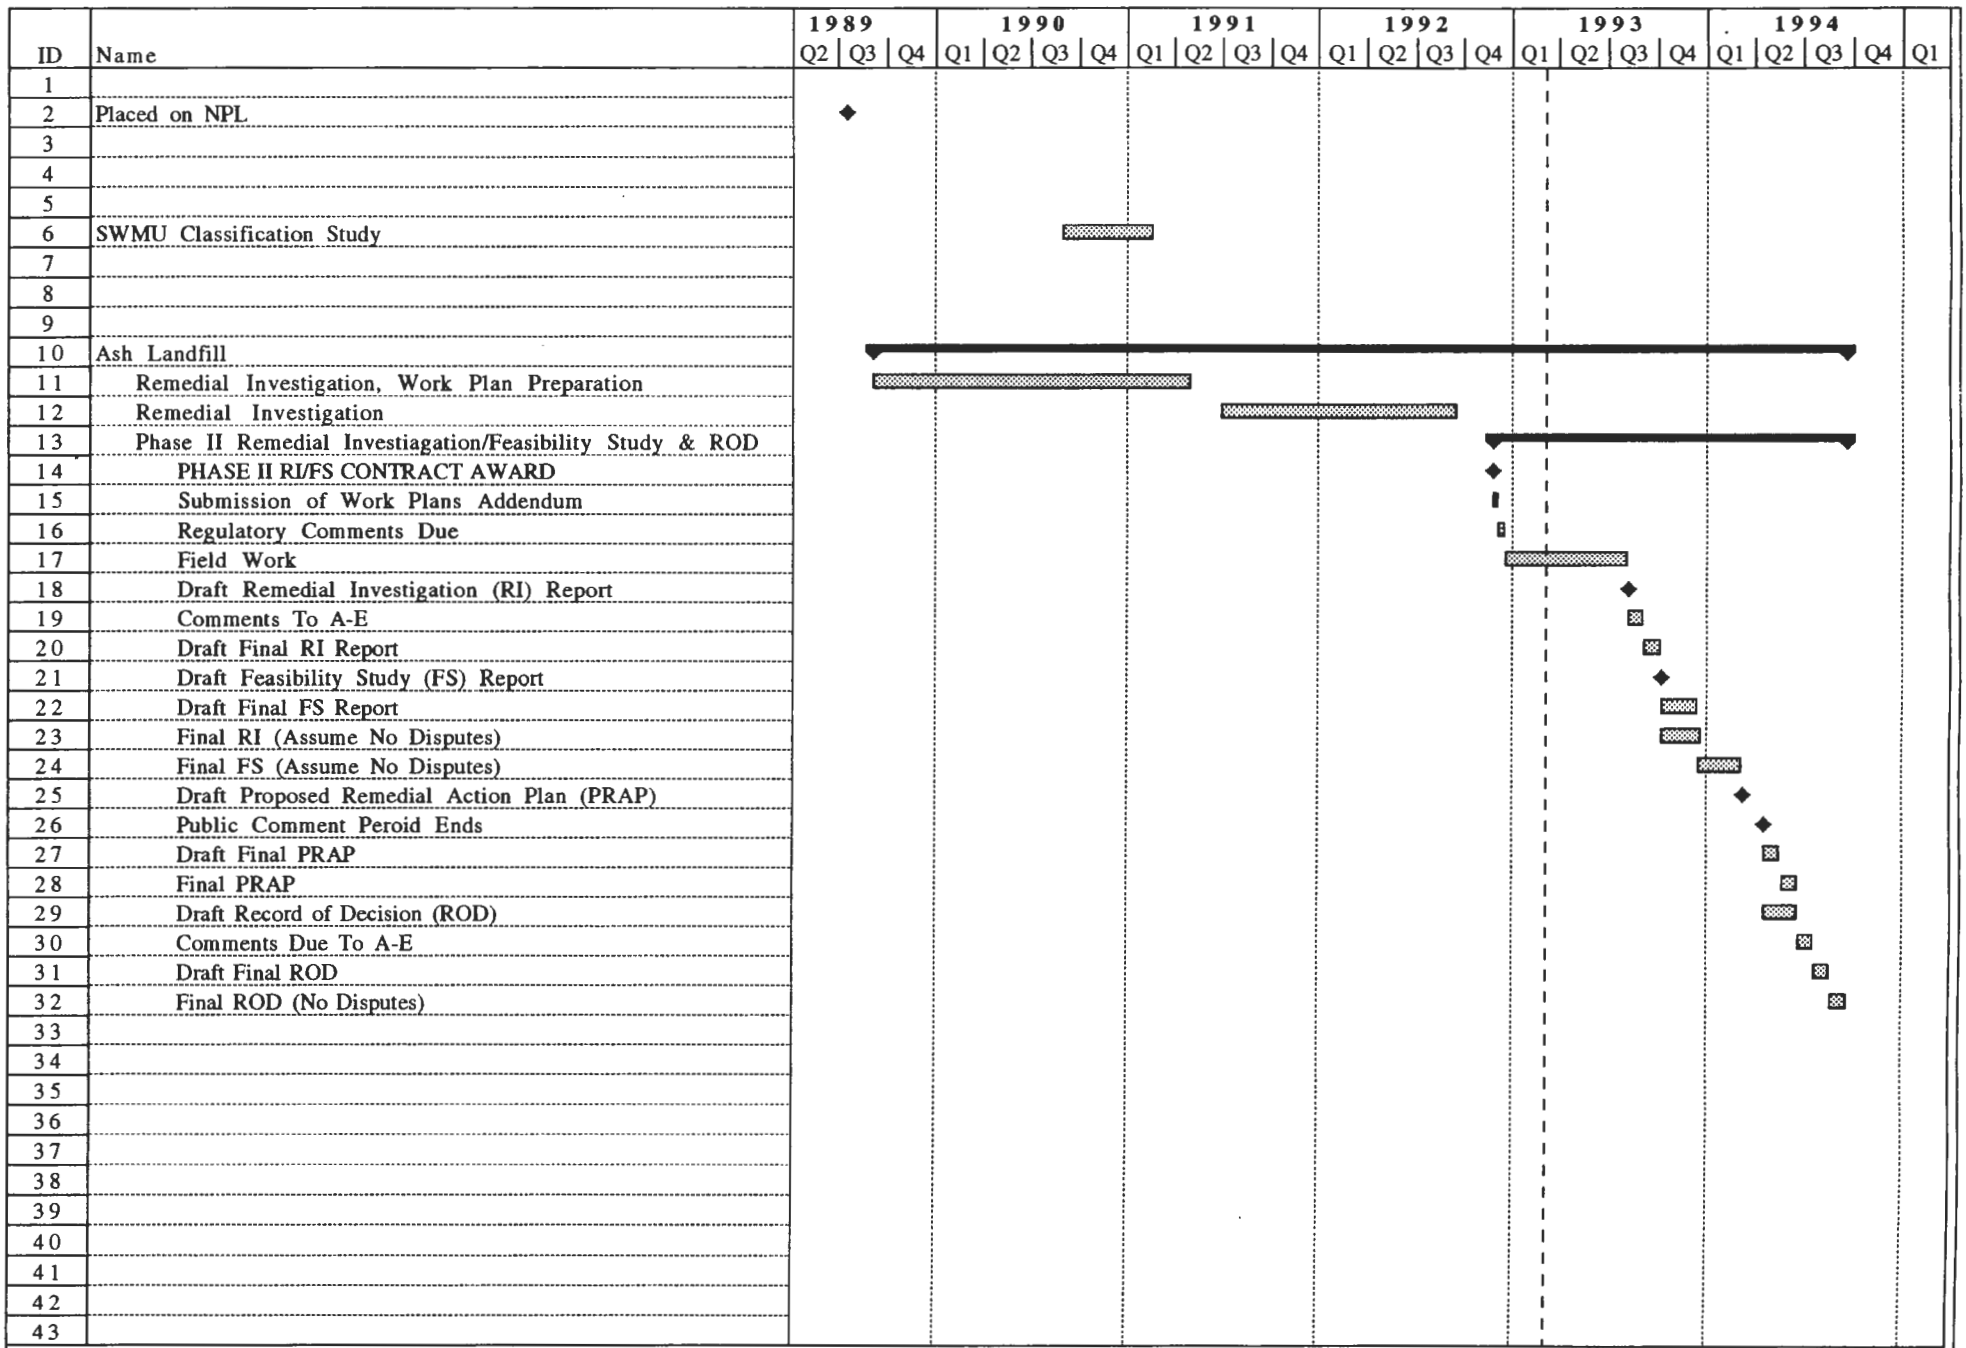 1989 1990 1991 1992 1993 1994
ID Name Q2 Q3 Q4 Q1 Q2 Q3 Q4 Q1 Q2 Q3 Q4 Q1 Q2 Q3 Q4 Q1 Q2 Q3 Q4 Q1 Q2 Q3 Q4 Q1
1
2 Placed on NPL
3
4
5
6 SWMU Classification Study
7
8
9
10 Ash Landfill
11 Remedial Investigation, Work Plan Preparation
12 Remedial Investigation
13 Phase II Remedial Investiagation/Feasibility Study & ROD
14 PHASE II RI/FS CONTRACT AWARD
15 Submission of Work Plans Addendum
16 Regulatory Comments Due
17 Field Work
18 Draft Remedial Investigation (RI) Report
19 Comments To A-E
20 Draft Final RI Report
21 Draft Feasibility Study (FS) Report
22 Draft Final FS Report
23 Final RI (Assume No Disputes)
24 Final FS (Assume No Disputes)
25 Draft Proposed Remedial Action Plan (PRAP)
26 Public Comment Peroid Ends
27 Draft Final PRAP
28 Final PRAP
29 Draft Record of Decision (ROD)
30 Comments Due To A-E
31 Draft Final ROD
32 Final ROD (No Disputes)
33
34
35
36
37
38
39
40
41
42
43